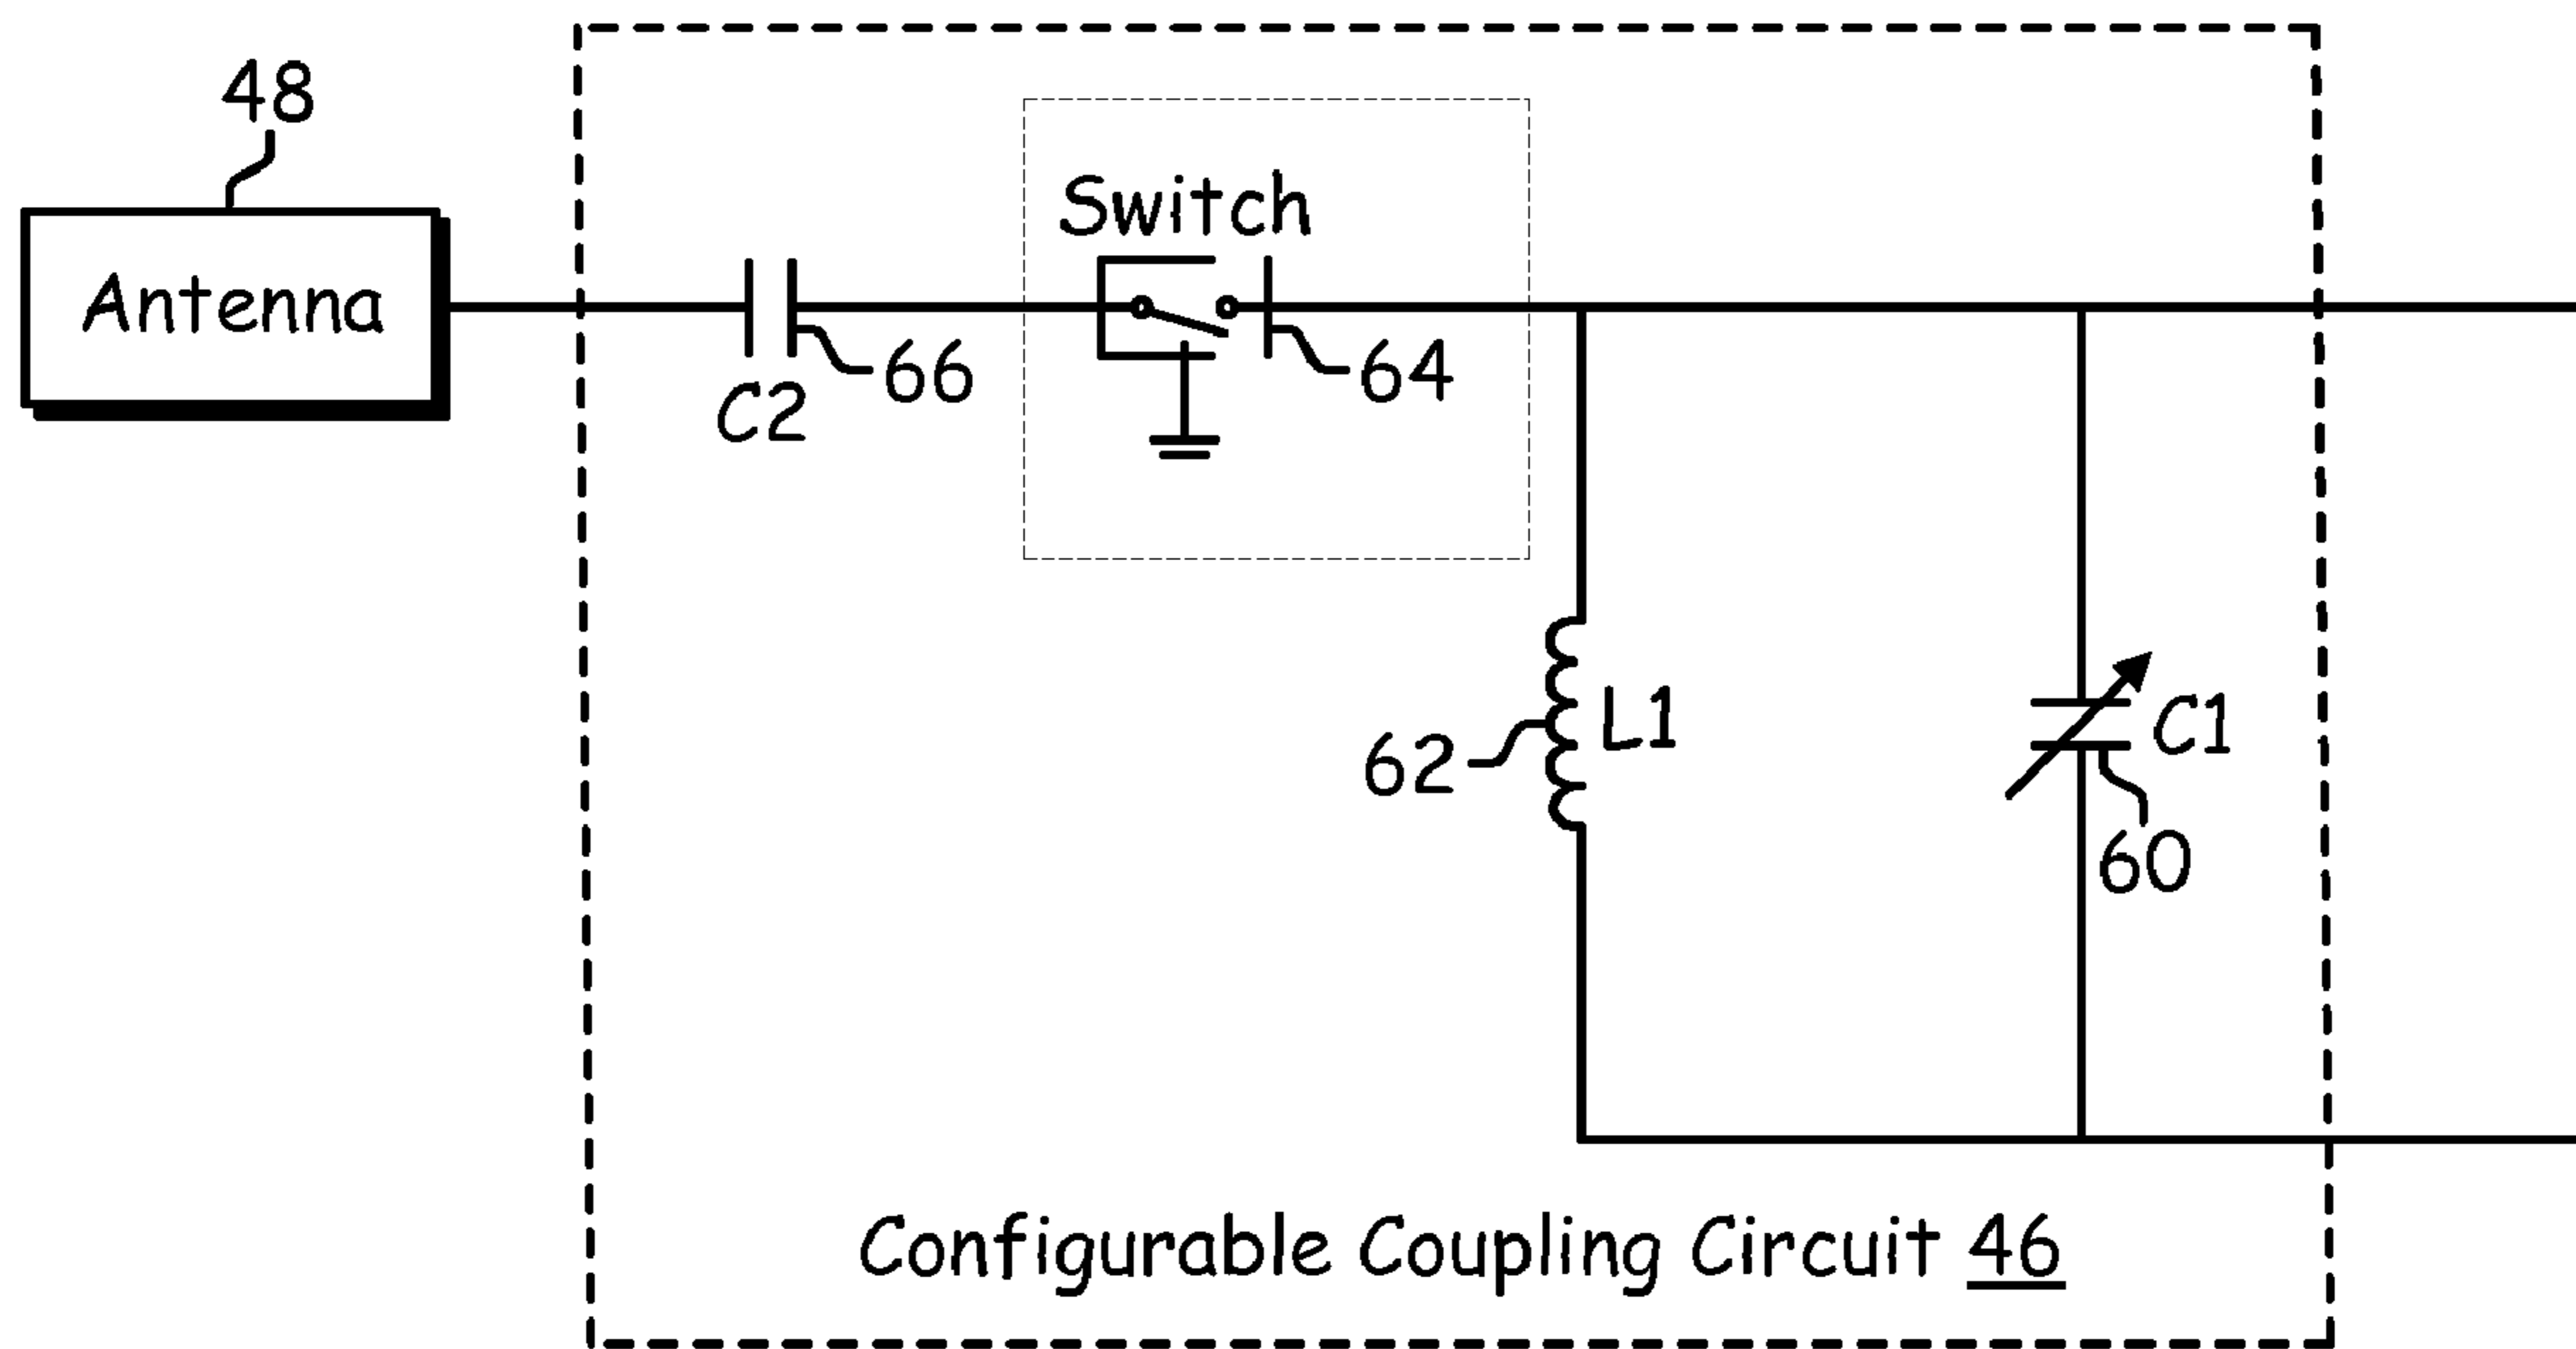 48
Antenna
Switch
66
64
C2
62
L1
C1
60
Configurable Coupling Circuit 46